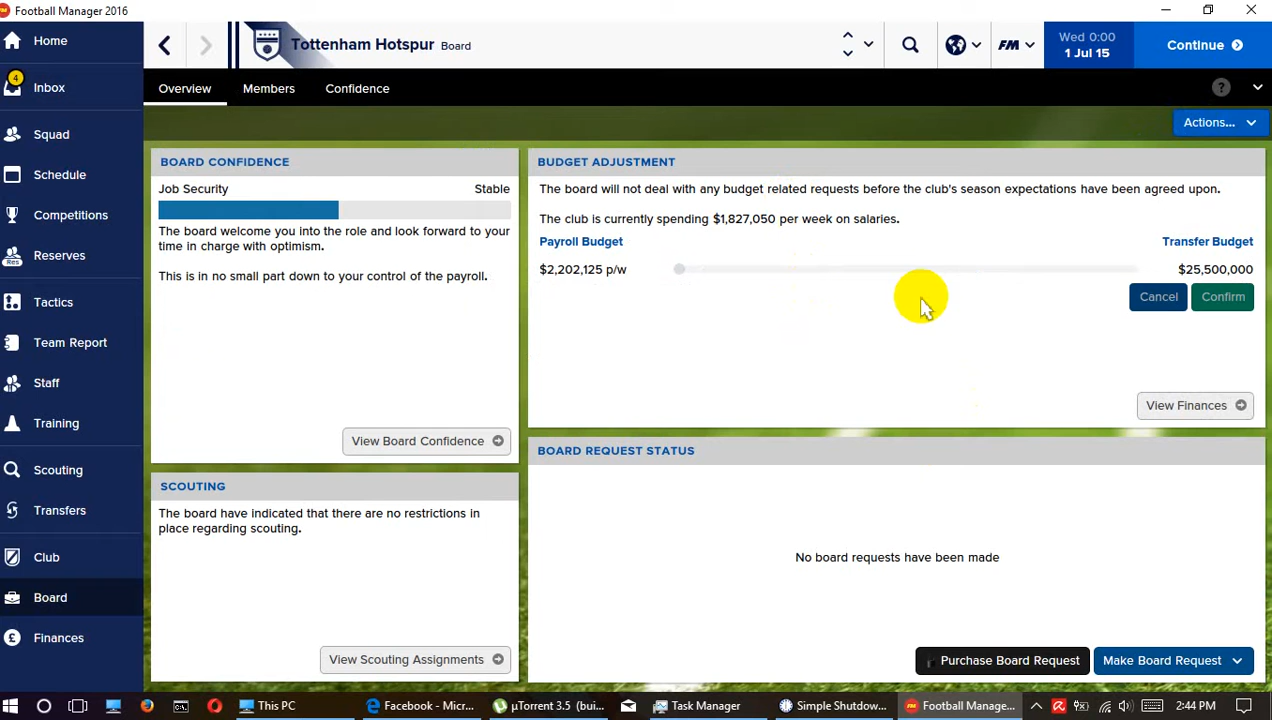 Football Manager 2016
Home
4
Inbox
Squad
Schedule
Competitions
Res
Reserves
Tactics
Team Report
Staff
Training
Scouting
Transfers
Club
Board
£
Finances
Tottenham Hotspur Board
FM
Wed 0:00
1 Jul 15
Continue
Overview Members Confidence
?
Actions...
BOARD CONFIDENCE
Job Security Stable
The board welcome you into the role and look forward to your
time in charge with optimism.
This is in no small part down to your control of the payroll.
View Board Confidence
SCOUTING
The board have indicated that there are no restrictions in
place regarding scouting.
View Scouting Assignments
BUDGET ADJUSTMENT
The board will not deal with any budget related requests before the club's season expectations have been agreed upon.
The club is currently spending $1,827,050 per week on salaries.
Payroll Budget Transfer Budget
$2,202,125 p/w $25,500,000
Cancel Confirm
View Finances
BOARD REQUEST STATUS
No board requests have been made
Purchase Board Request Make Board Request
This PC Facebook - Micr... µTorrent 3.5 (bui... Task Manager Simple Shutdow... Football Manage... 2:44 PM